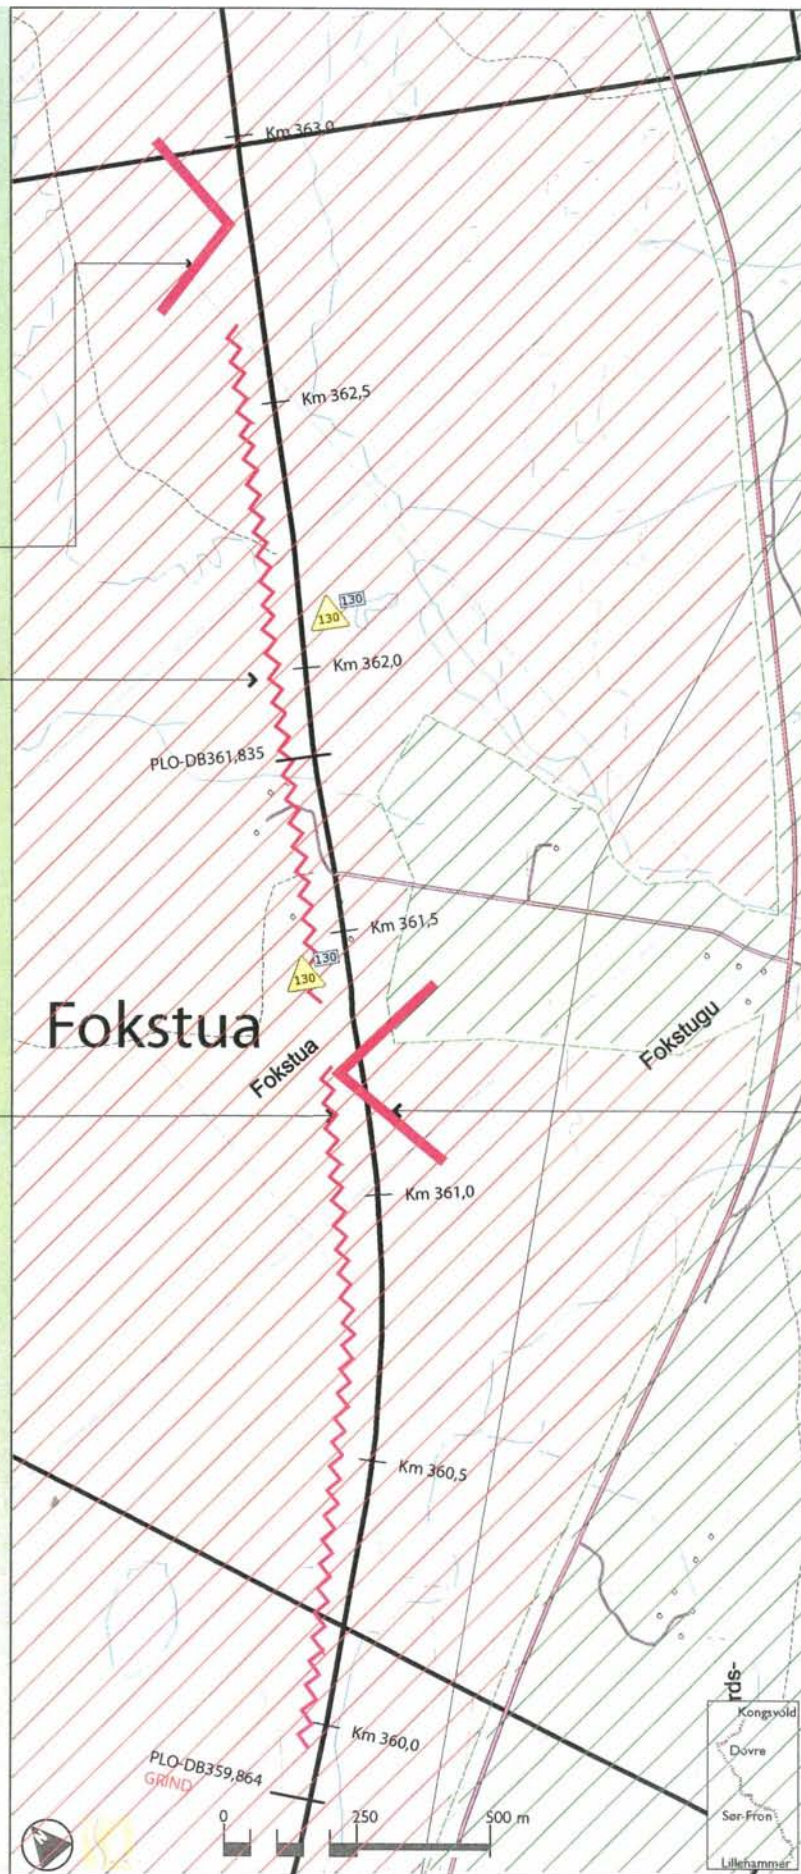 Km 363,0
Km 362,5
130
130
Km 362,0
PLO-DB361,835
Km 361,5
130
130
Fokstua
Fokstua
Fokstugu
Km 361,0
Km 360,5
Km 360,0
PLO-DB359,864
GRIND
0 250 500 m
N
rds-
Kongsvold
Dovre
Sør-Fron
Lillehammer